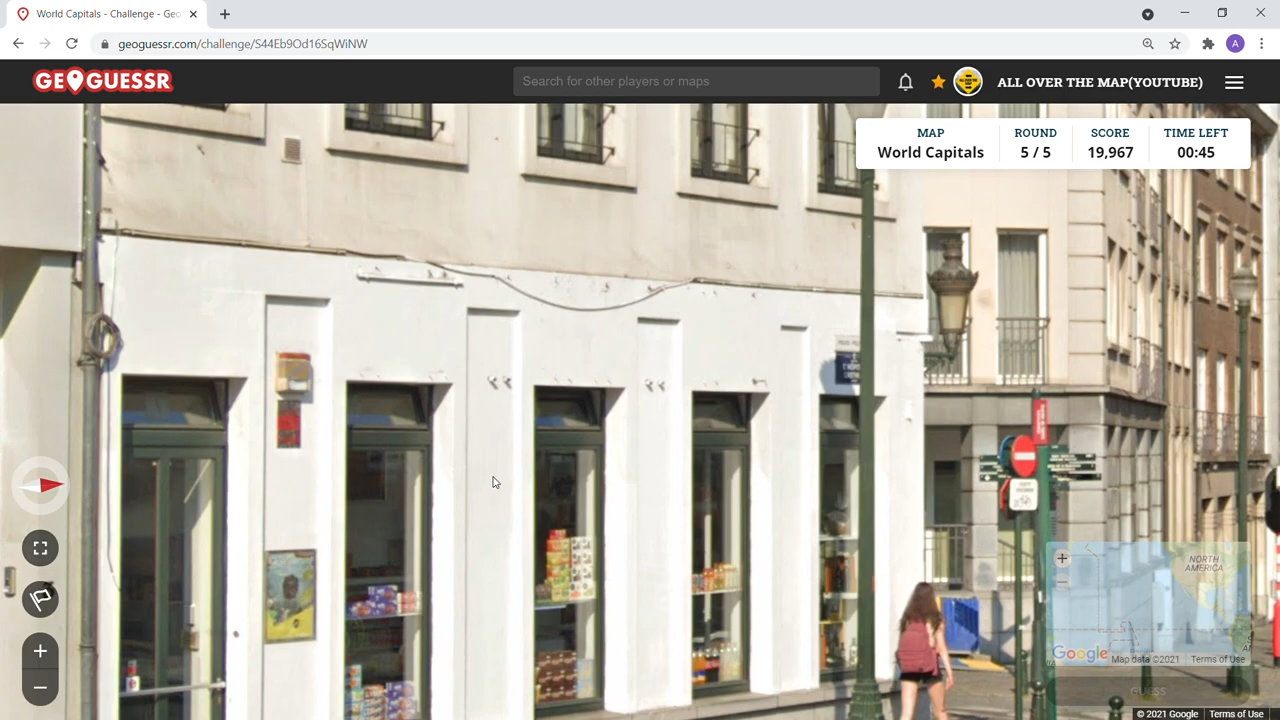 World Capitals - Challenge - Geo
geoguessr.com/challenge/S44Eb9Od16SqWiNW
A
GEOGUESSR
Search for other players or maps
ALL OVER THE MAP(YOUTUBE)
MAP
ROUND
SCORE
TIME LEFT
World Capitals
5 / 5
19,967
00:45
NORTH
AMERICA
Google
Map data ©2021
Terms of Use
GUESS
© 2021 Google
Terms of Use